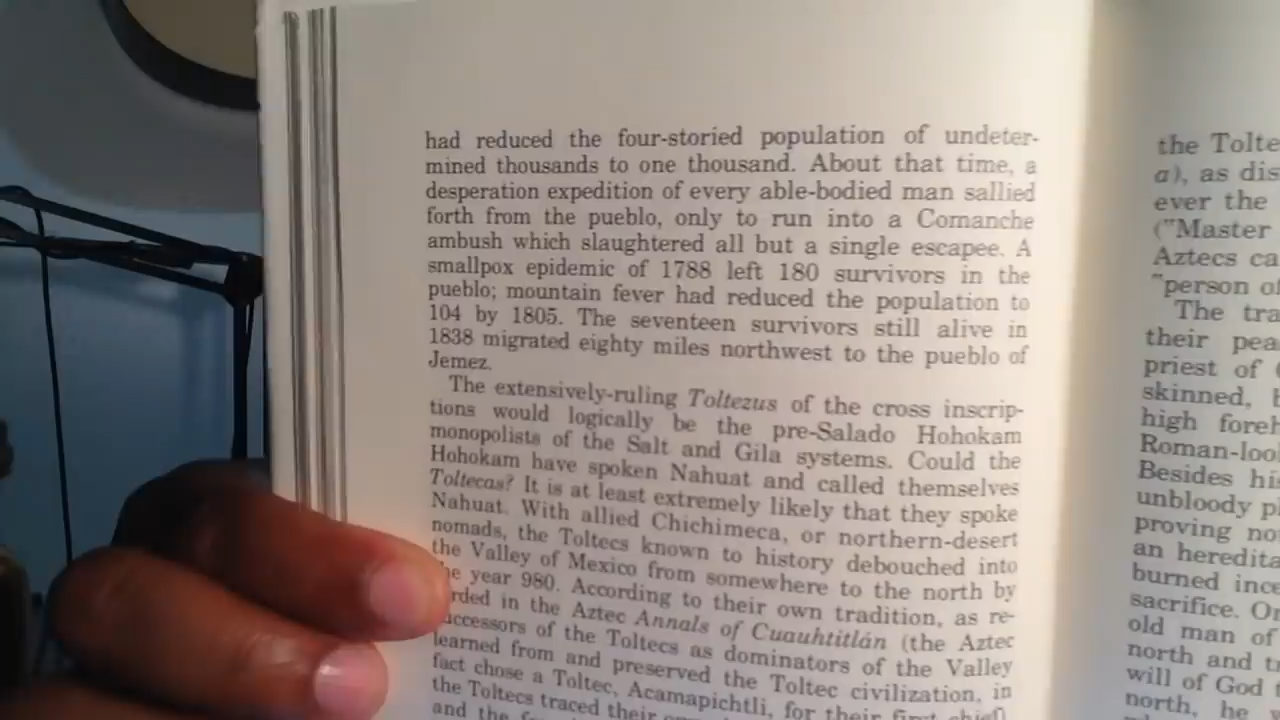 had reduced the four-storied population of undeter-
mined thousands to one thousand. About that time, a
desperation expedition of every able-bodied man sallied
forth from the pueblo, only to run into a Comanche
ambush which slaughtered all but a single escapee. A
smallpox epidemic of 1788 left 180 survivors in the
pueblo; mountain fever had reduced the population to
104 by 1805. The seventeen survivors still alive in
1838 migrated eighty miles northwest to the pueblo of
Jemez.
The extensively-ruling Toltezus of the cross inscrip-
tions would logically be the pre-Salado Hohokam
monopolists of the Salt and Gila systems. Could the
Hohokam have spoken Nahuat and called themselves
Toltecas? It is at least extremely likely that they spoke
Nahuat. With allied Chichimeca, or northern-desert
nomads, the Toltecs known to history debouched into
the Valley of Mexico from somewhere to the north by
he year 980. According to their own tradition, as re-
rded in the Aztec Annals of Cuauhtitlán (the Aztec
uccessors of the Toltecs as dominators of the Valley
learned from and preserved the Toltec civilization, in
fact chose a Toltec, Acamapichtli, for their first chief)
the Toltecs traced their
and the
the Tolte
a), as dis
ever the
("Master
Aztecs ca
"person of
The tra
their pea
priest of
skinned, b
high foreh
Roman-loo
Besides his
unbloody p
proving no
an heredita
burned ince
sacrifice. Or
old man of
north and t
will of God
north, he